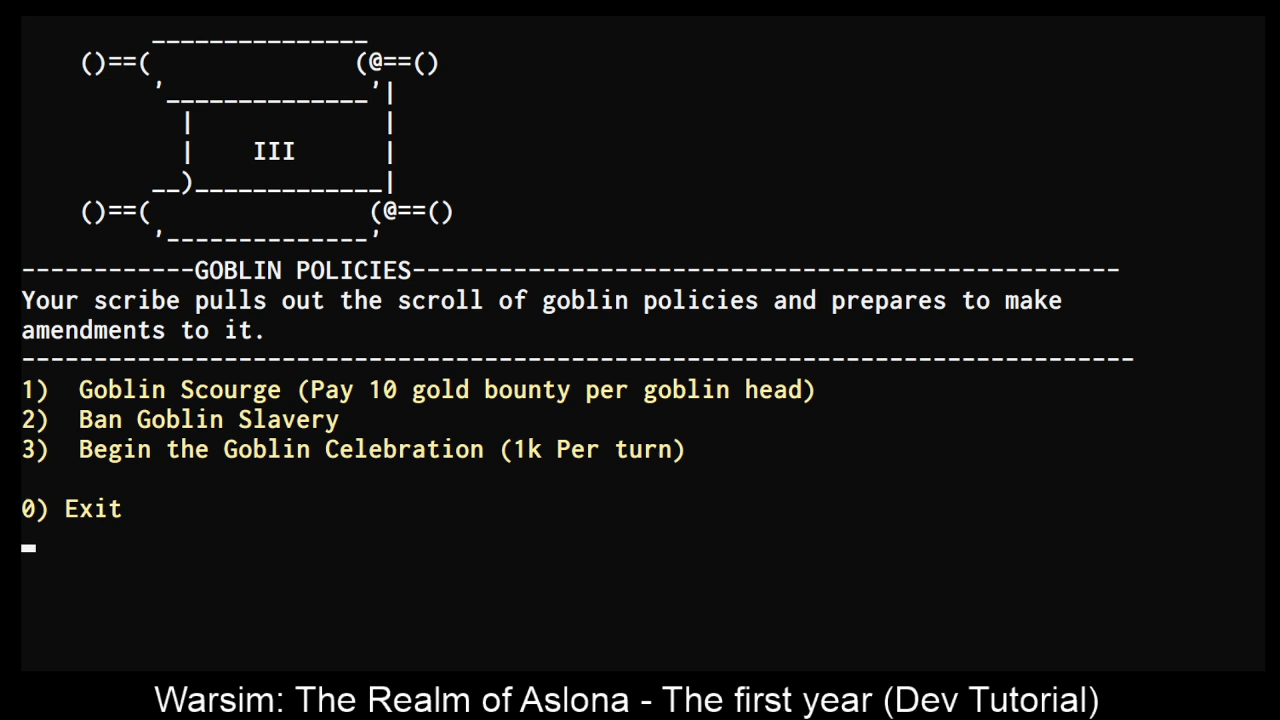 III
GOBLIN POLICIES
Your scribe pulls out the scroll of goblin policies and prepares to make
amendments to it.
1) Goblin Scourge (Pay 10 gold bounty per goblin head)
2) Ban Goblin Slavery
3) Begin the Goblin Celebration (1k Per turn)
0) Exit
Warsim: The Realm of Aslona - The first year (Dev Tutorial)